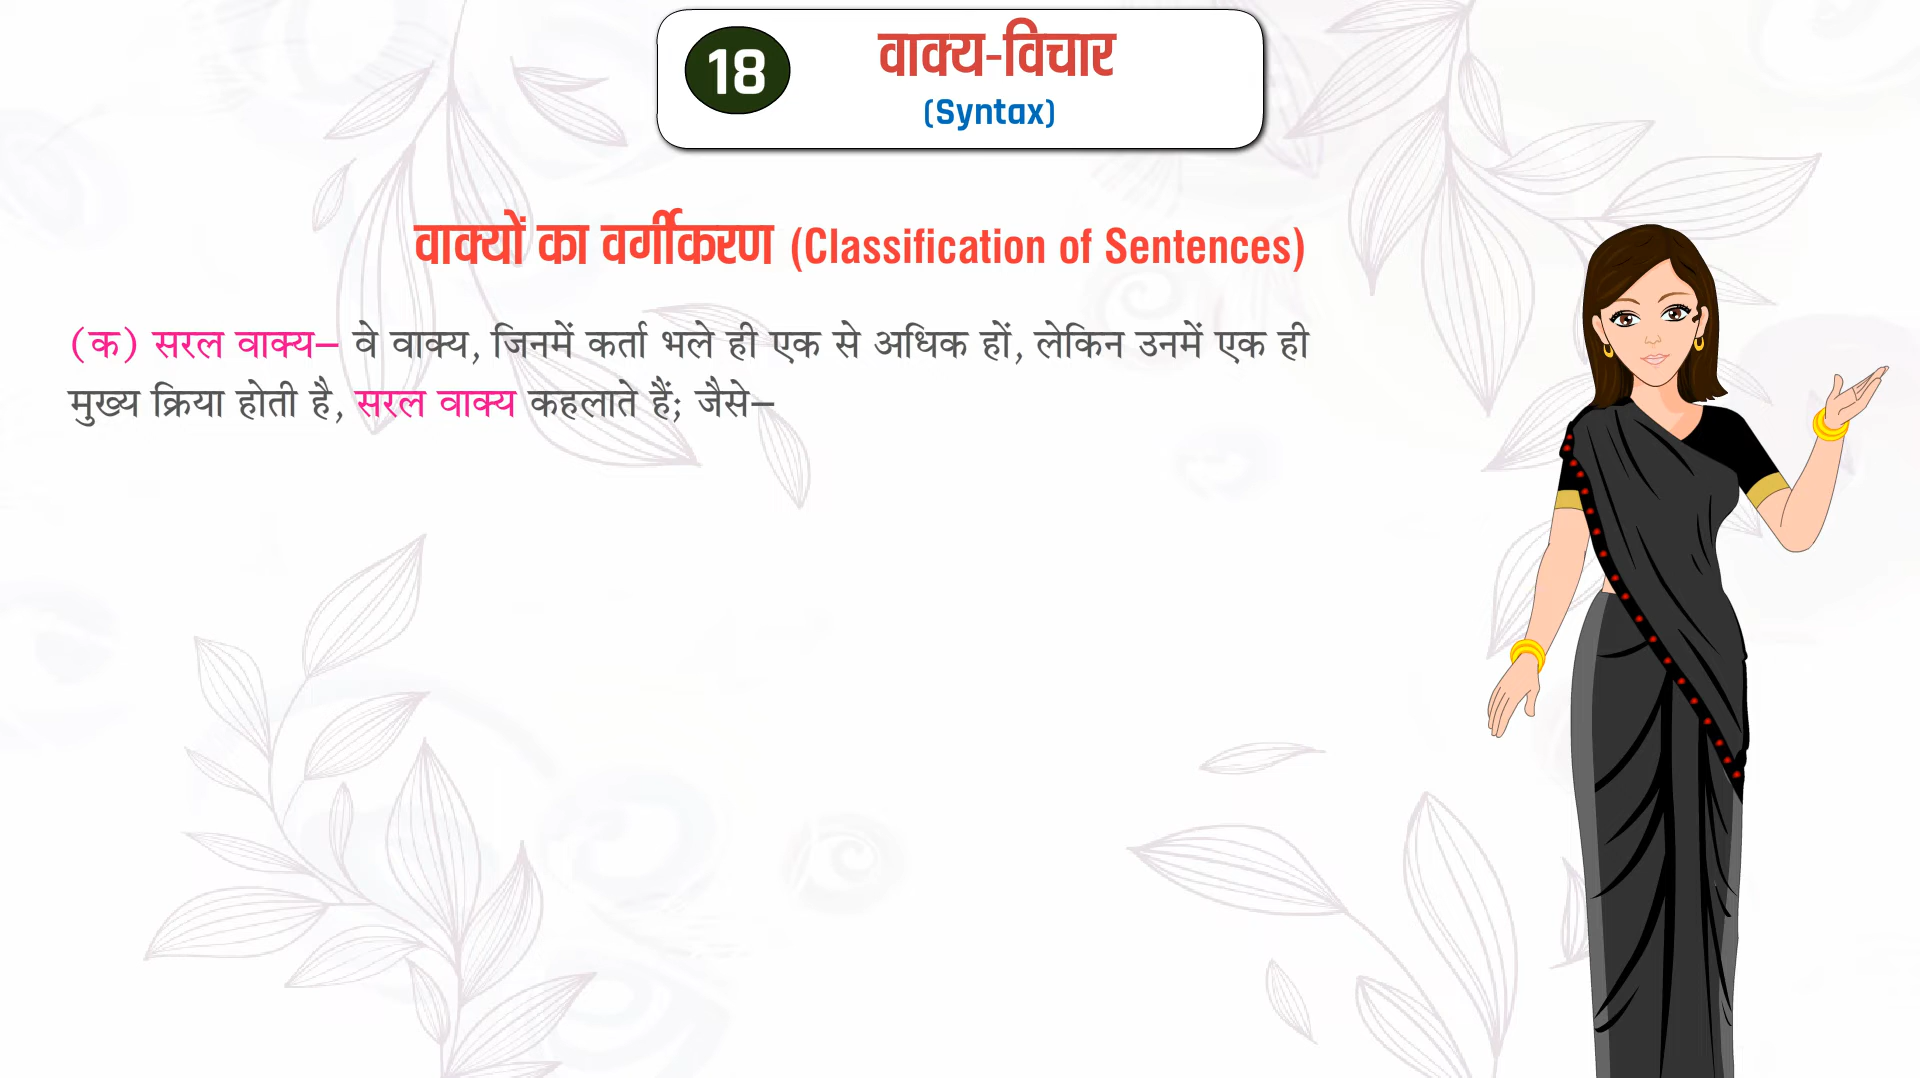 18
वाक्य-विचार
(Syntax)
वाक्यों का वर्गीकरण (Classification of Sentences)
(क) सरल वाक्य– वे वाक्य, जिनमें कर्ता भले ही एक से अधिक हों, लेकिन उनमें एक ही
मुख्य क्रिया होती है, सरल वाक्य कहलाते हैं; जैसे–